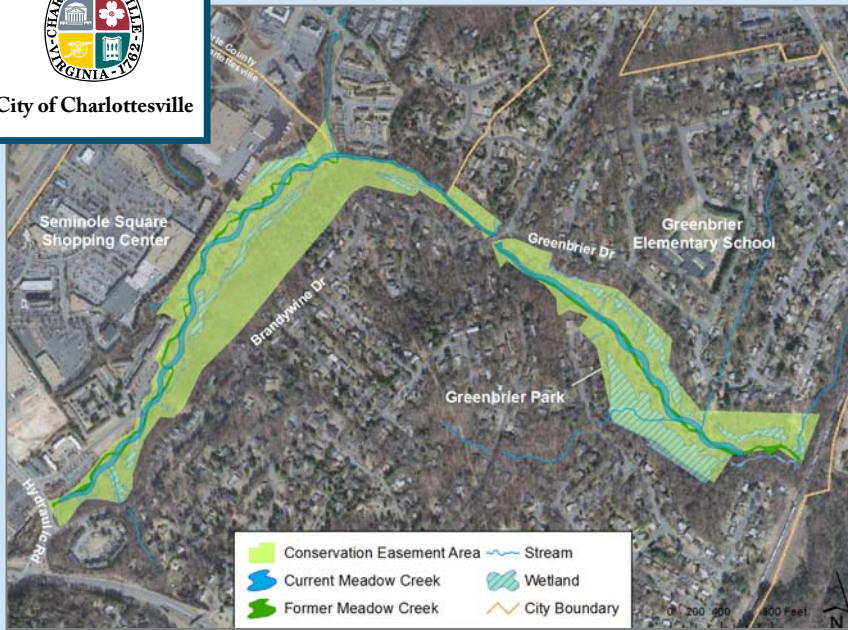 VIRGINIA-1762
City of Charlottesville
Seminole Square
Shopping Center
Greenbrier
Elementary School
Greenbrier Dr
Brandywine Dr
Greenbrier Park
Hydraulic Rd
Conservation Easement Area
Stream
Current Meadow Creek
Wetland
Former Meadow Creek
City Boundary
0 200 400 800 Feet
N